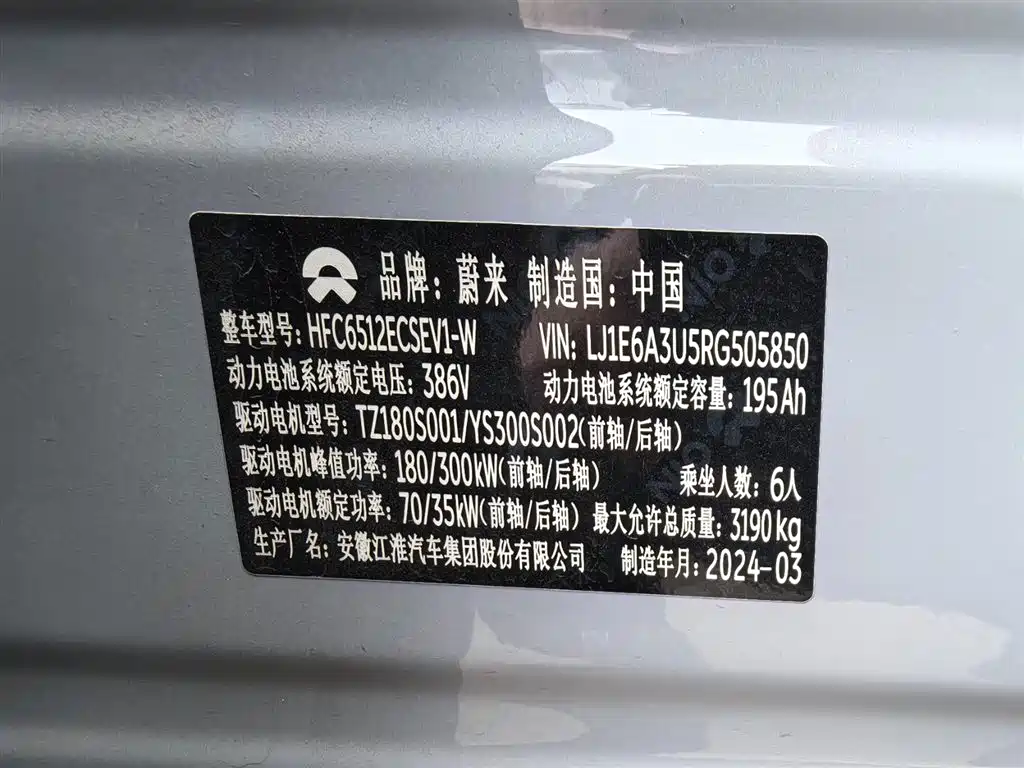 品牌：蔚来 制造国：中国
整车型号：HFC6512ECSEV1-W VIN：LJ1E6A3U5RG505850
动力电池系统额定电压：386V 动力电池系统额定容量：195Ah
驱动电机型号：TZ180S001/YS300S002(前轴/后轴)
驱动电机峰值功率：180/300kW(前轴/后轴) 乘坐人数：6人
驱动电机额定功率：70/35kW(前轴/后轴) 最大允许总质量：3190kg
生产厂名：安徽江淮汽车集团股份有限公司 制造年月：2024-03
NIO
NIO